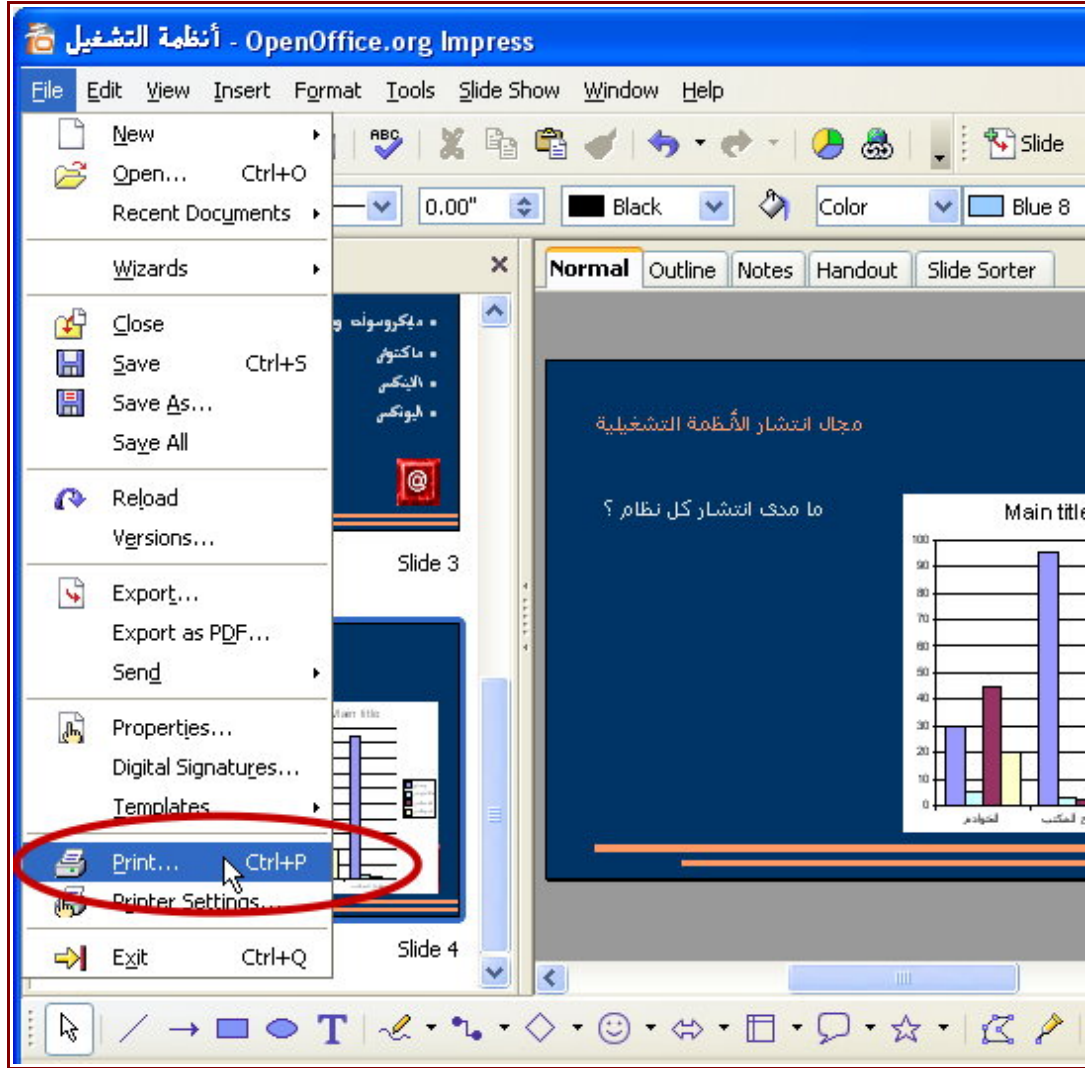 أنظمة التشغيل - OpenOffice.org Impress
File Edit View Insert Format Tools Slide Show Window Help
New
Open... Ctrl+O
Recent Documents
Wizards
Close
Save Ctrl+S
Save As...
Save All
Reload
Versions...
Export...
Export as PDF...
Send
Properties...
Digital Signatures...
Templates
Print... Ctrl+P
Printer Settings...
Exit Ctrl+Q
ABC
Slide
0.00"
Black
Color
Blue 8
Normal Outline Notes Handout Slide Sorter
@
Slide 3
Main title
Slide 4
مجال انتشار الأنظمة التشغيلية
ما مدى انتشار كل نظام ؟
Main title
100
90
80
70
60
50
40
30
20
10
0
الخوادم
T